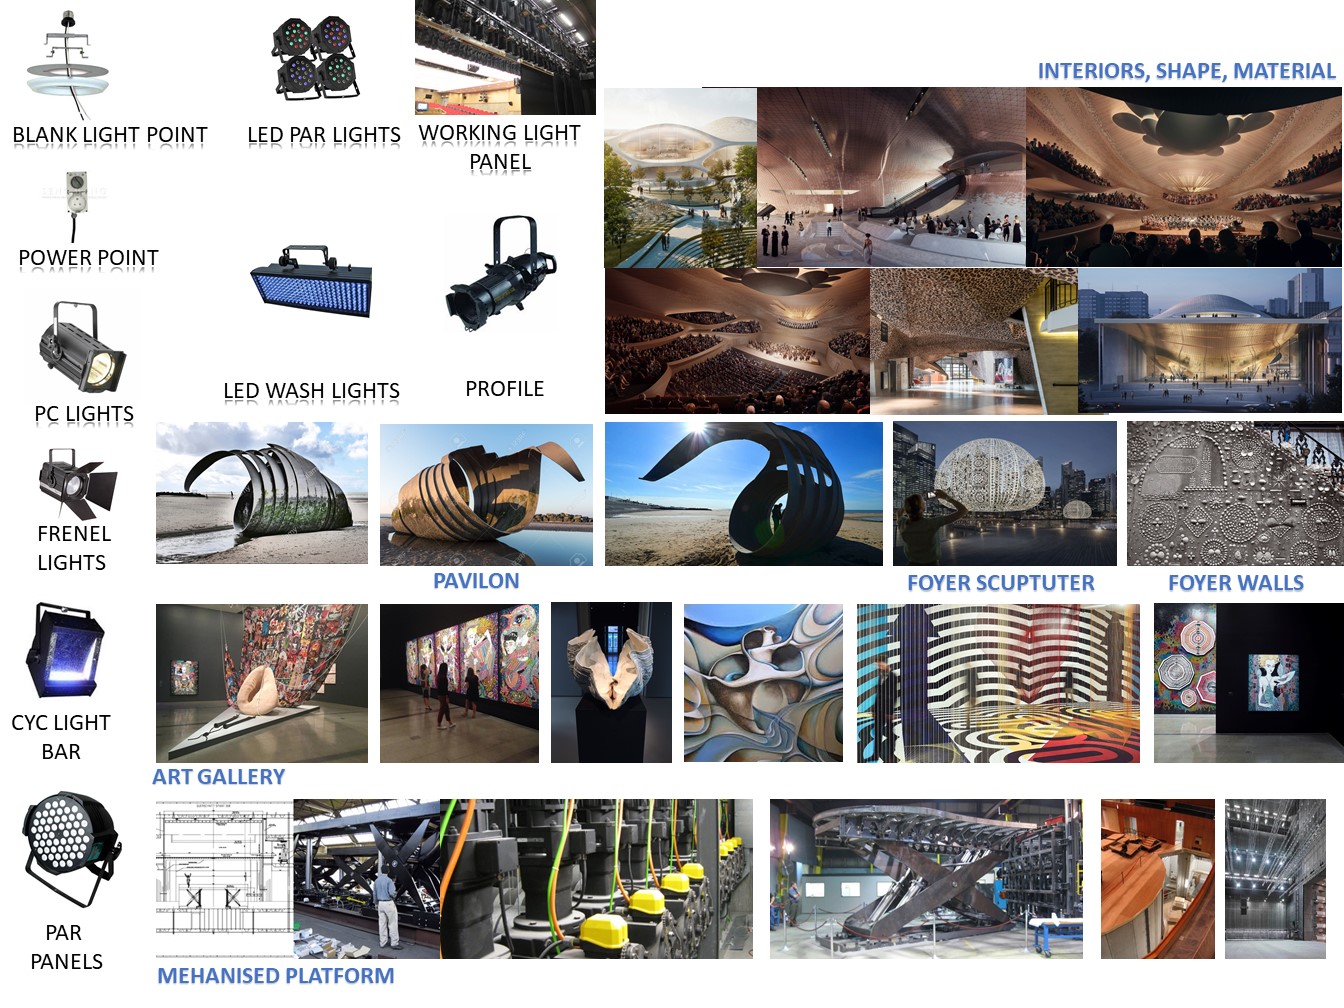 BLANK LIGHT POINT
LED PAR LIGHTS
WORKING LIGHT
PANEL
INTERIORS, SHAPE, MATERIAL
POWER POINT
PC LIGHTS
LED WASH LIGHTS
PROFILE
FRENEL
LIGHTS
PAVILON
FOYER SCUPTUTER
FOYER WALLS
CYC LIGHT
BAR
ART GALLERY
PAR
PANELS
MEHANISED PLATFORM